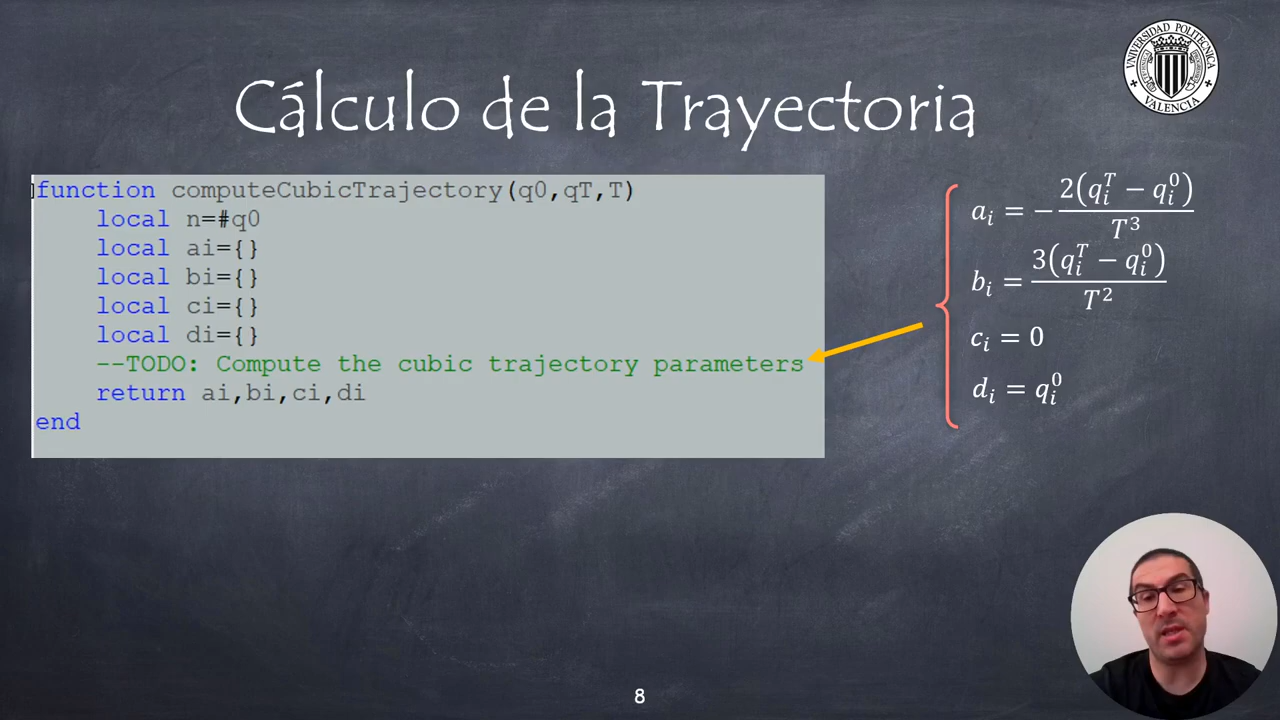 UNIVERSIDAD POLITECNICA
VALENCIA
Cálculo de la Trayectoria
function computeCubicTrajectory(q0,qT,T)
local n=#q0
local ai={}
local bi={}
local ci={}
local di={}
--TODO: Compute the cubic trajectory parameters
return ai,bi,ci,di
end
a_i = −2(q_i^T − q_i^0)/T^3
b_i = 3(q_i^T − q_i^0)/T^2
c_i = 0
d_i = q_i^0
8